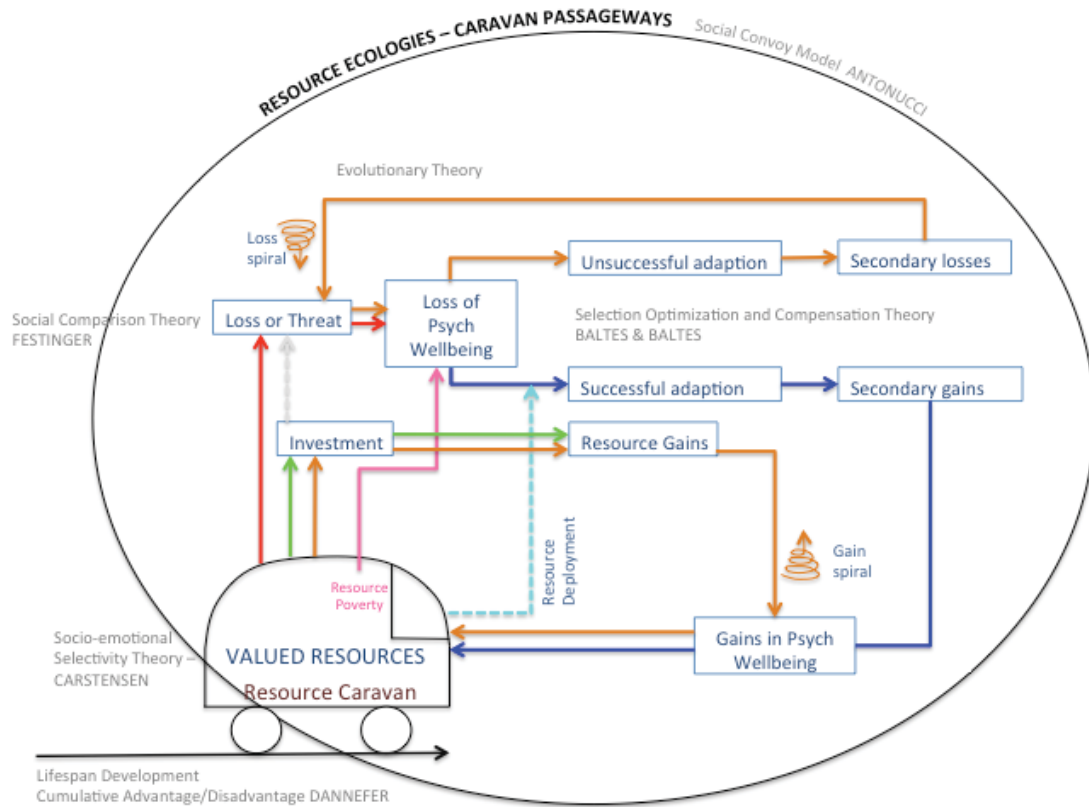 RESOURCE ECOLOGIES – CARAVAN PASSAGEWAYS
Social Convoy Model ANTONUCCI
Evolutionary Theory
Loss
spiral
Unsuccessful adaption
Secondary losses
Loss of
Psych
Wellbeing
Social Comparison Theory
FESTINGER
Loss or Threat
Selection Optimization and Compensation Theory
BALTES & BALTES
Successful adaption
Secondary gains
Investment
Resource Gains
Resource
Deployment
Gain
spiral
Resource
Poverty
Socio-emotional
Selectivity Theory –
CARSTENSEN
VALUED RESOURCES
Resource Caravan
Gains in Psych
Wellbeing
Lifespan Development
Cumulative Advantage/Disadvantage DANNEFER